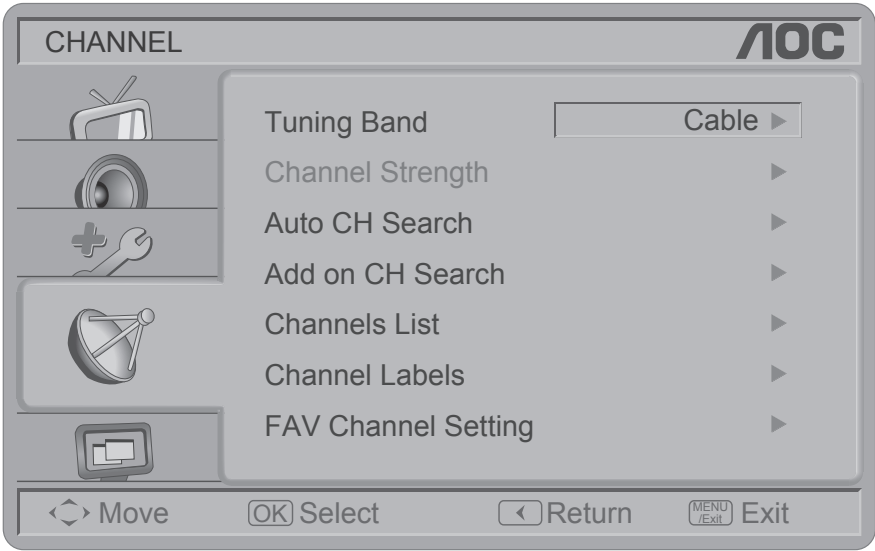 CHANNEL AOC
Tuning Band Cable
Channel Strength
Auto CH Search
Add on CH Search
Channels List
Channel Labels
FAV Channel Setting
Move OK Select Return MENU /Exit Exit